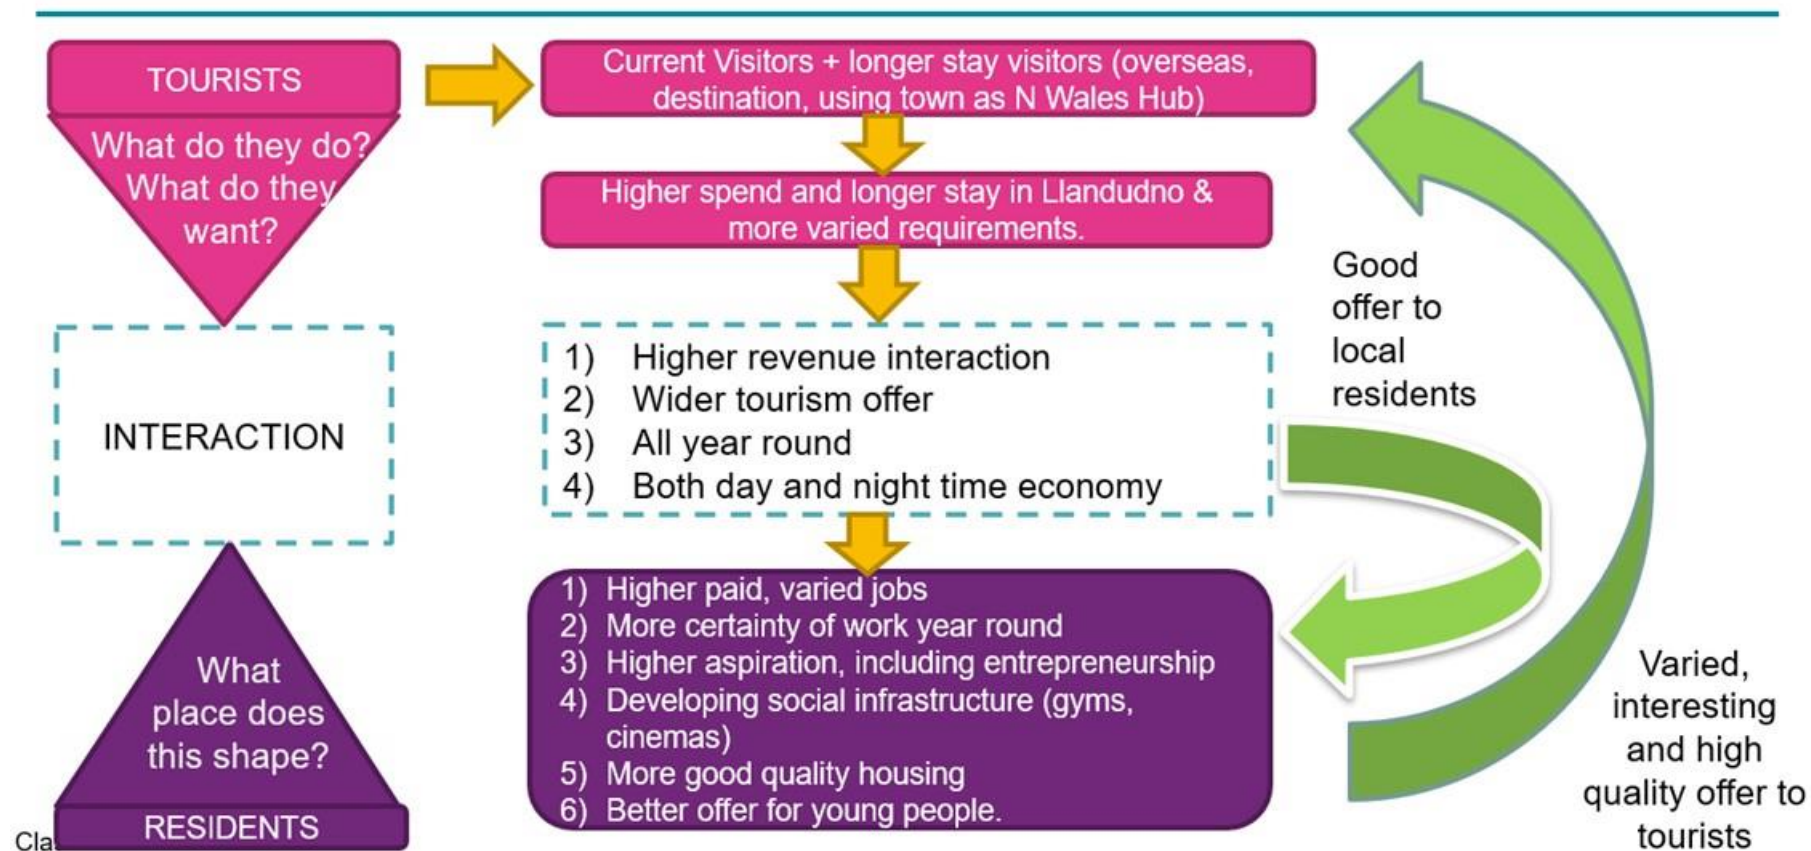 TOURISTS
What do they do?
What do they
want?
INTERACTION
What
place does
this shape?
RESIDENTS
Current Visitors + longer stay visitors (overseas,
destination, using town as N Wales Hub)
Higher spend and longer stay in Llandudno &
more varied requirements.
1) Higher revenue interaction
2) Wider tourism offer
3) All year round
4) Both day and night time economy
1) Higher paid, varied jobs
2) More certainty of work year round
3) Higher aspiration, including entrepreneurship
4) Developing social infrastructure (gyms,
cinemas)
5) More good quality housing
6) Better offer for young people.
Good
offer to
local
residents
Varied,
interesting
and high
quality offer to
tourists